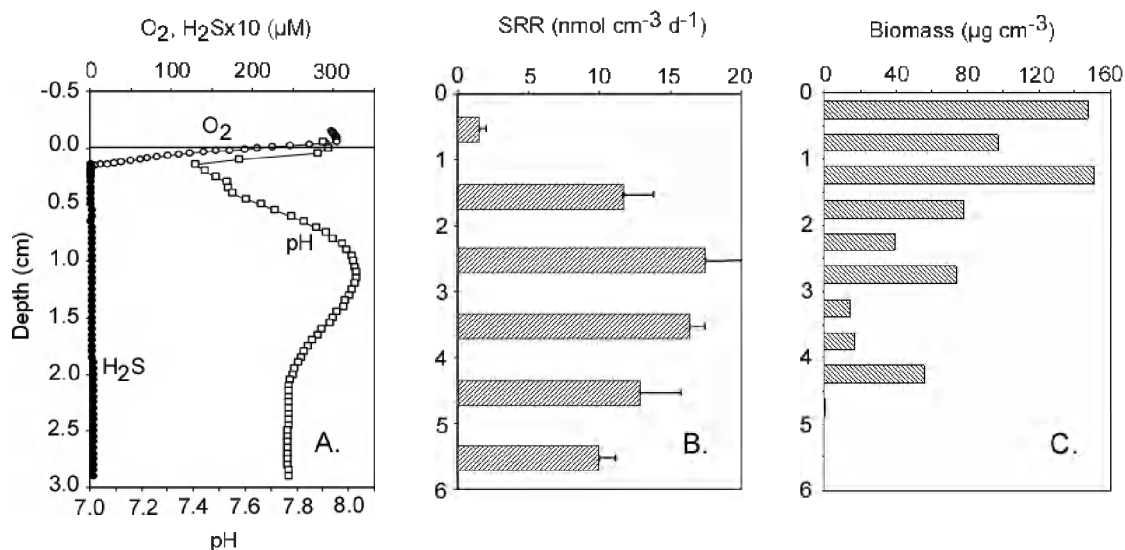 O2, H2Sx10 (µM)
0 100 200 300
-0.5
0.0
0.5
1.0
1.5
2.0
2.5
3.0
Depth (cm)
O2
pH
H2S
A.
7.0 7.2 7.4 7.6 7.8 8.0
pH
SRR (nmol cm-3 d-1)
0 5 10 15 20
0
1
2
3
4
5
6
B.
Biomass (µg cm-3)
0 40 80 120 160
0
1
2
3
4
5
6
C.